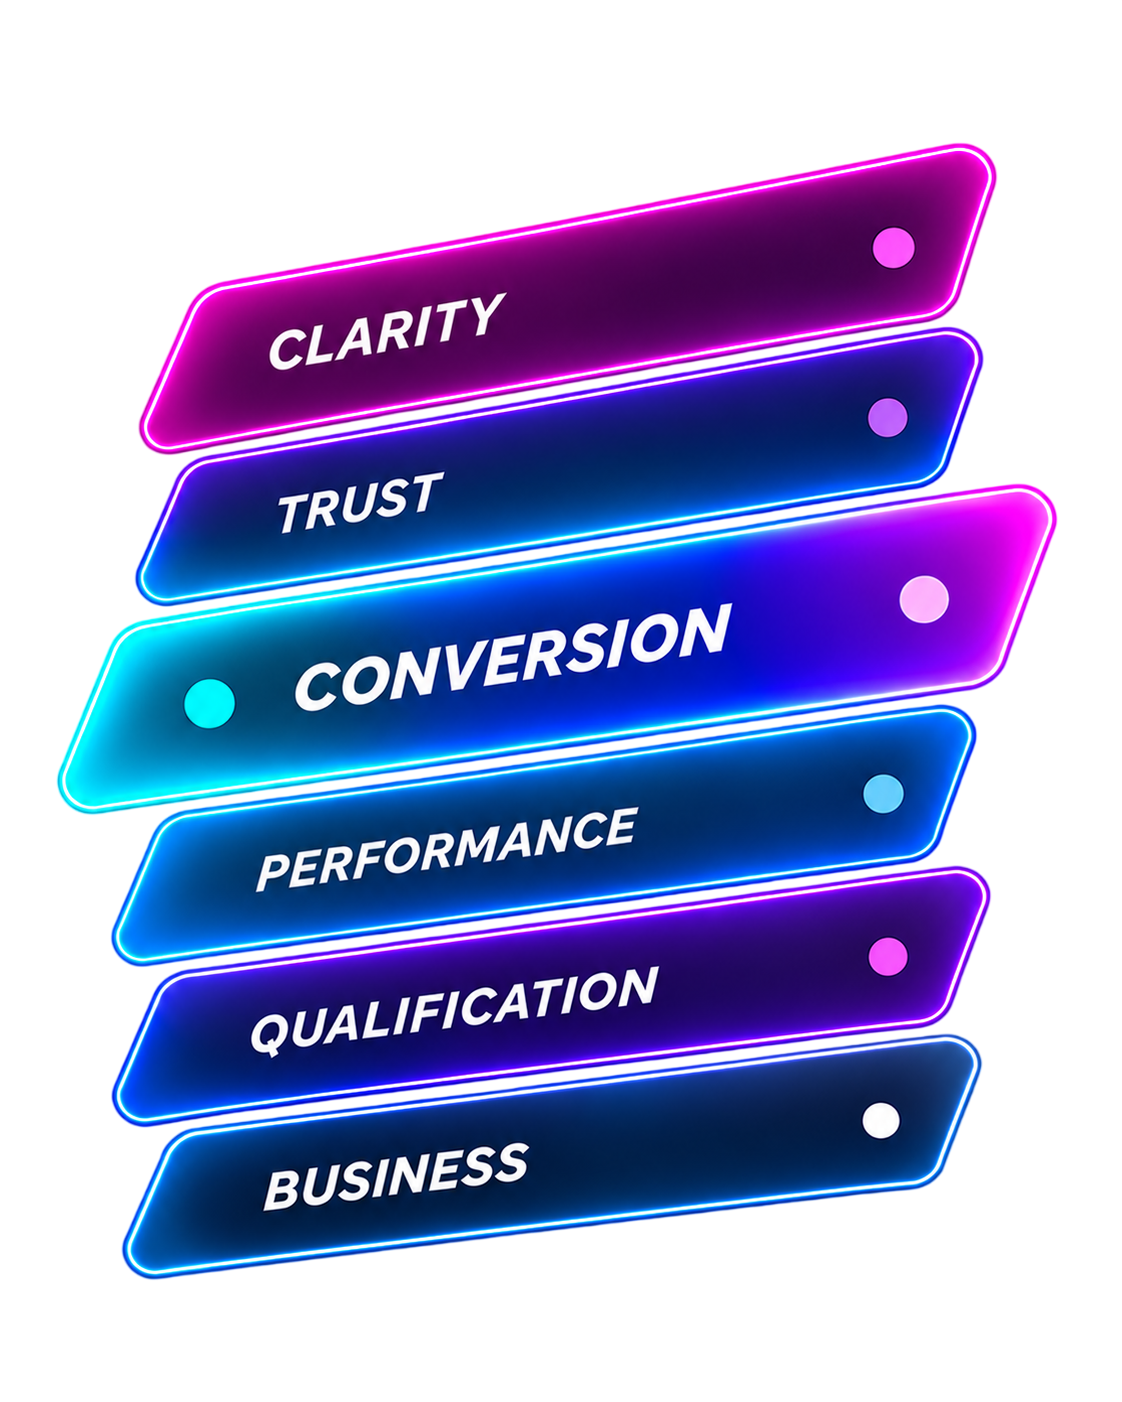 CLARITY
TRUST
CONVERSION
PERFORMANCE
QUALIFICATION
BUSINESS